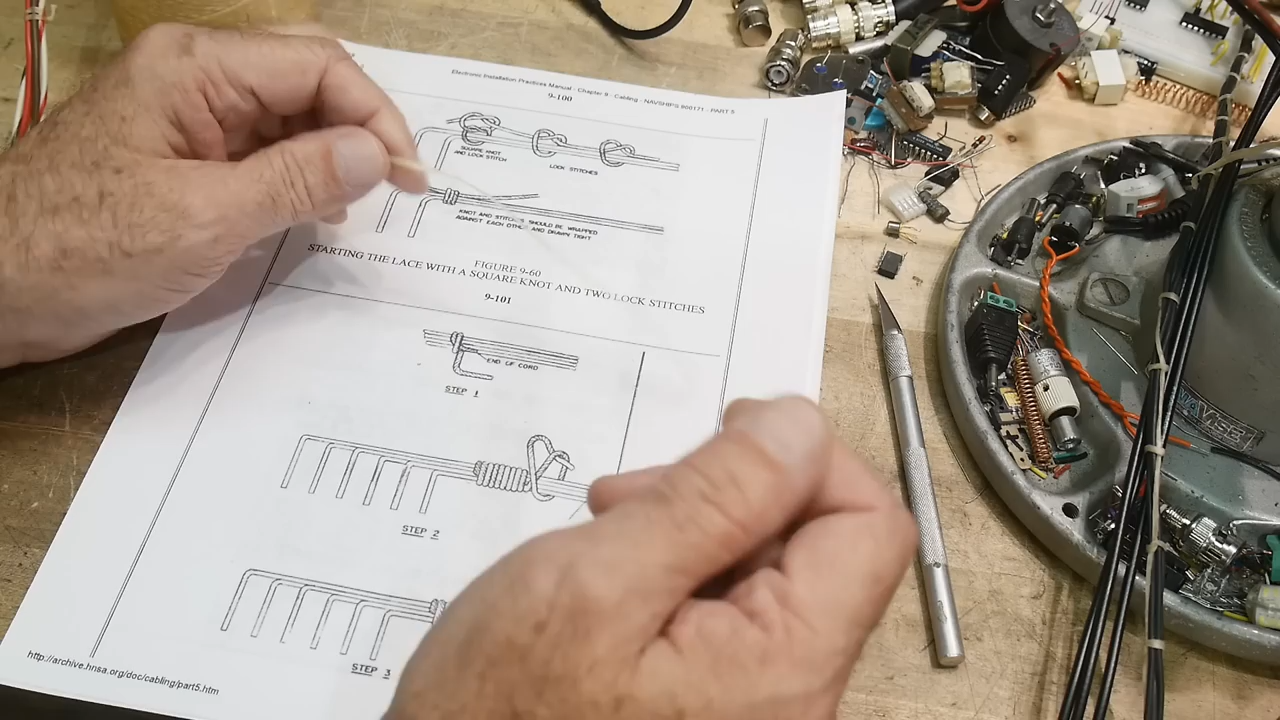 Electronic Installation Practices Manual - Chapter 9 - Cabling - NAVSHIPS 900171 - PART 5
9-100
SQUARE KNOT
AND LOCK STITCH
LOCK STITCHES
KNOT AND STITCHES SHOULD BE WRAPPED
AGAINST EACH OTHER AND DRAWN TIGHT
FIGURE 9-60
STARTING THE LACE WITH A SQUARE KNOT AND TWO LOCK STITCHES
9-101
END OF CORD
STEP 1
STEP 2
STEP 3
http://archive.hnsa.org/doc/cabling/part5.htm